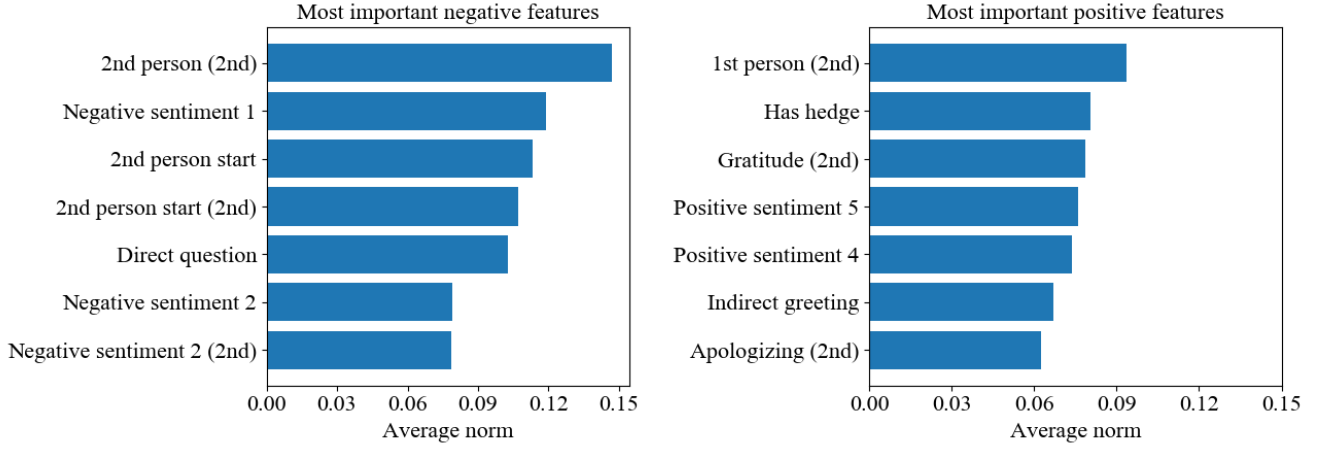 Most important negative features
2nd person (2nd)
Negative sentiment 1
2nd person start
2nd person start (2nd)
Direct question
Negative sentiment 2
Negative sentiment 2 (2nd)
0.00 0.03 0.06 0.09 0.12 0.15
Average norm
Most important positive features
1st person (2nd)
Has hedge
Gratitude (2nd)
Positive sentiment 5
Positive sentiment 4
Indirect greeting
Apologizing (2nd)
0.00 0.03 0.06 0.09 0.12 0.15
Average norm